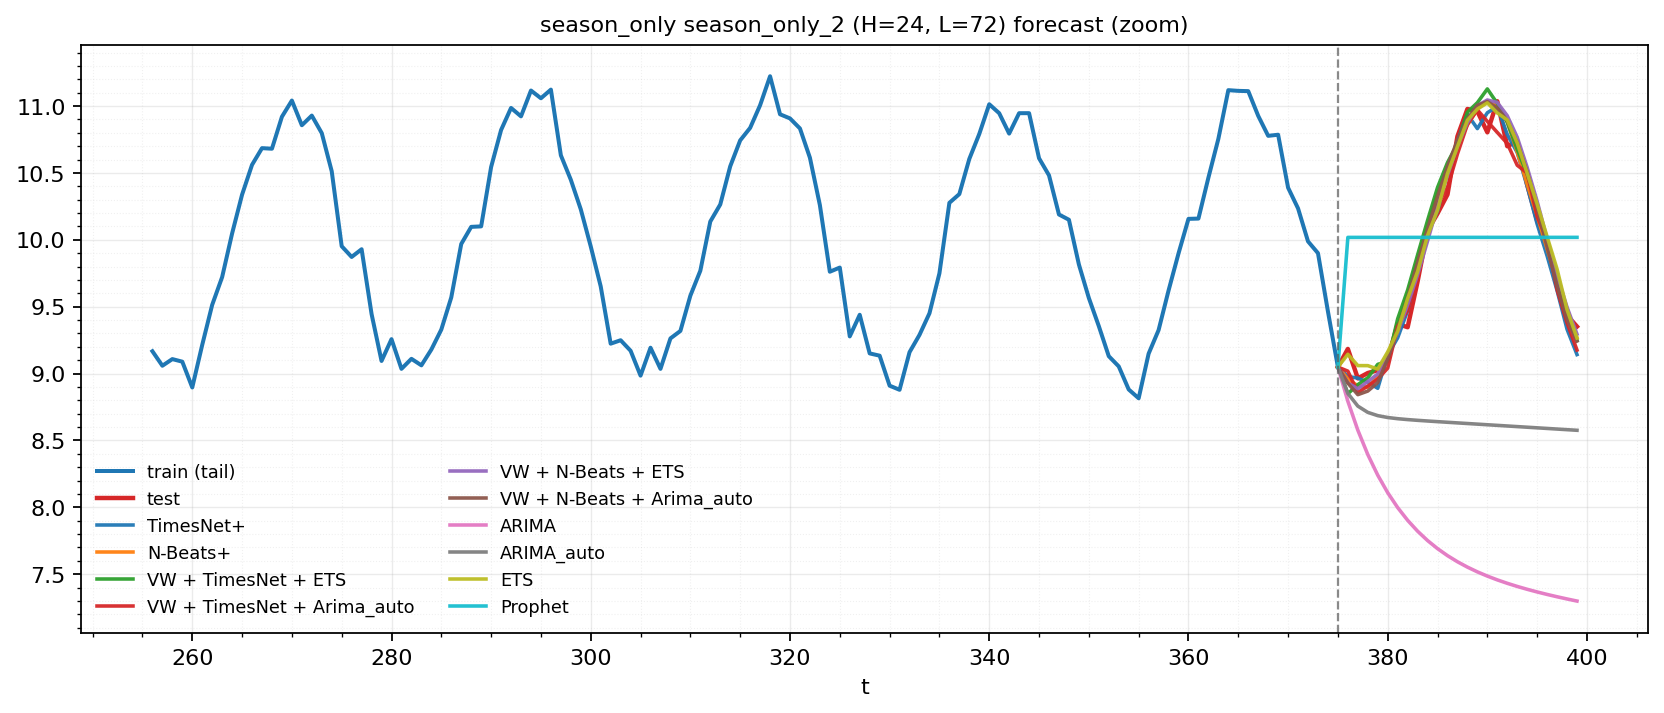 season_only season_only_2 (H=24, L=72) forecast (zoom)
11.0
10.5
10.0
9.5
9.0
8.5
8.0
7.5
train (tail)
test
TimesNet+
N-Beats+
VW + TimesNet + ETS
VW + TimesNet + Arima_auto
VW + N-Beats + ETS
VW + N-Beats + Arima_auto
ARIMA
ARIMA_auto
ETS
Prophet
260 280 300 320 340 360 380 400
t